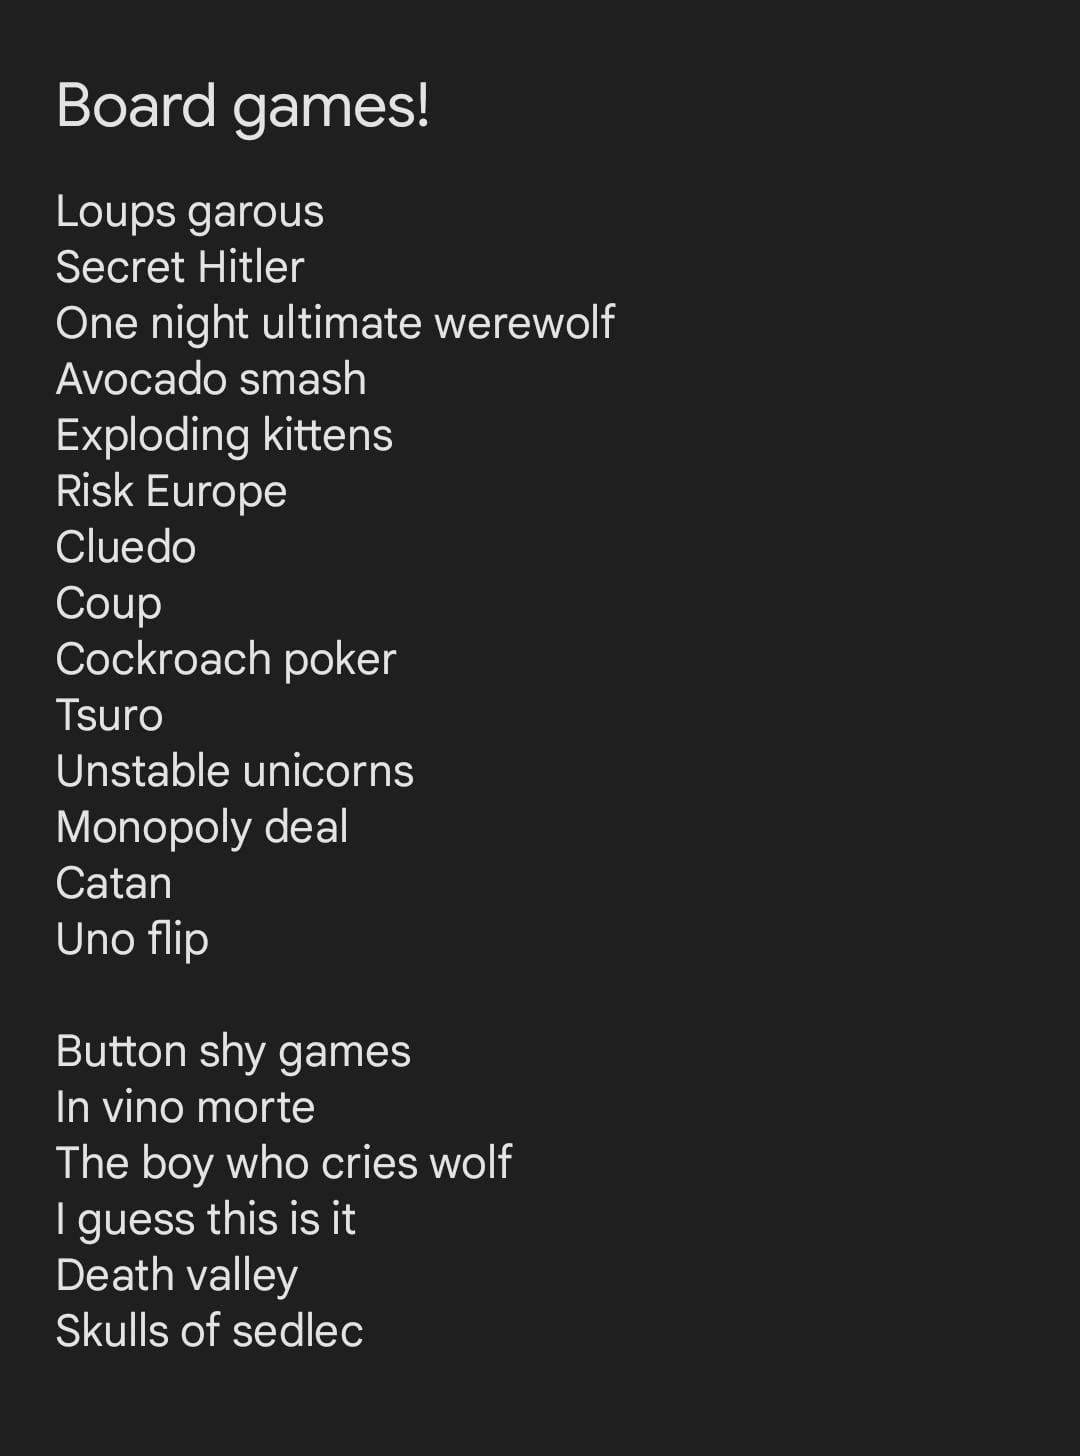 Board games!
Loups garous
Secret Hitler
One night ultimate werewolf
Avocado smash
Exploding kittens
Risk Europe
Cluedo
Coup
Cockroach poker
Tsuro
Unstable unicorns
Monopoly deal
Catan
Uno flip
Button shy games
In vino morte
The boy who cries wolf
I guess this is it
Death valley
Skulls of sedlec